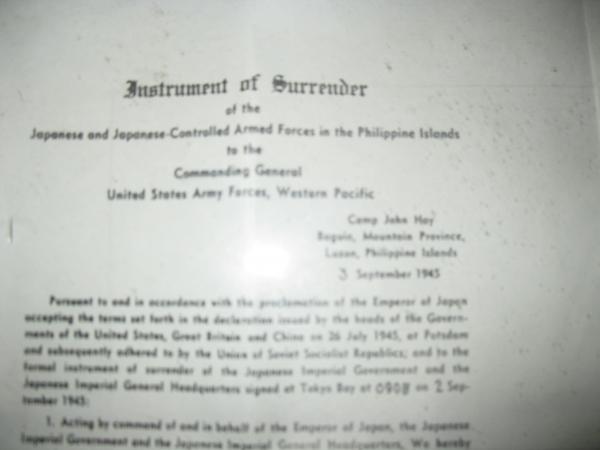 Instrument of Surrender
of the
Japanese and Japanese-Controlled Armed Forces in the Philippine Islands
to the
Commanding General
United States Army Forces, Western Pacific
Camp John Hay
Baguio, Mountain Province,
Luzon, Philippine Islands
3 September 1945
Pursuant to and in accordance with the proclamation of the Emperor of Japan
accepting the terms set forth in the declaration issued by the heads of the Govern-
ments of the United States, Great Britain and China on 26 July 1945, at Potsdam
and subsequently adhered to by the Union of Soviet Socialist Republics; and to the
formal instrument of surrender of the Japanese Imperial Government and the
Japanese Imperial General Headquarters signed at Tokyo Bay at 0908 on 2 Sep-
tember 1945:
1. Acting by command of and in behalf of the Emperor of Japan, the Japanese
Imperial Government and the Japanese Imperial General Headquarters, We hereby